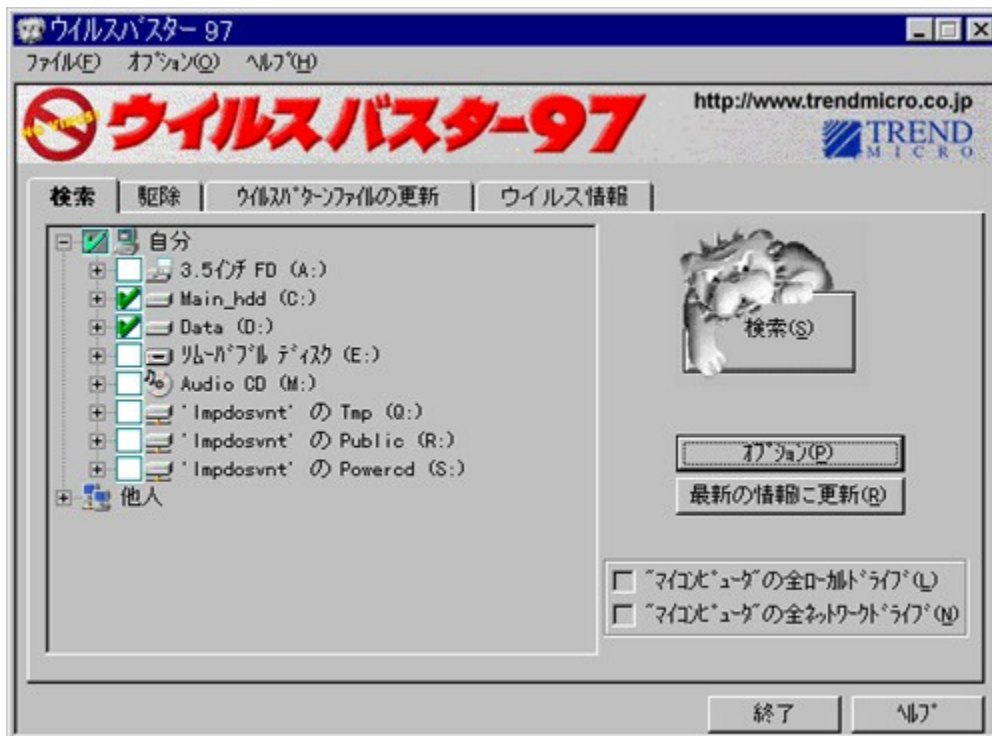 ウイルスバスター 97
ファイル(F) オプション(O) ヘルプ(H)
NO VIRUS!
ウイルスバスター97
http://www.trendmicro.co.jp
TREND
MICRO
検索 駆除 ウイルスパターンファイルの更新 ウイルス情報
自分
3.5インチ FD (A:)
Main_hdd (C:)
Data (D:)
リムーバブル ディスク (E:)
Audio CD (M:)
'Impdosvnt' の Tmp (Q:)
'Impdosvnt' の Public (R:)
'Impdosvnt' の Powercd (S:)
他人
検索(S)
オプション(P)
最新の情報に更新(R)
"マイコンピュータ"の全ローカルドライブ(L)
"マイコンピュータ"の全ネットワークドライブ(N)
終了 ヘルプ